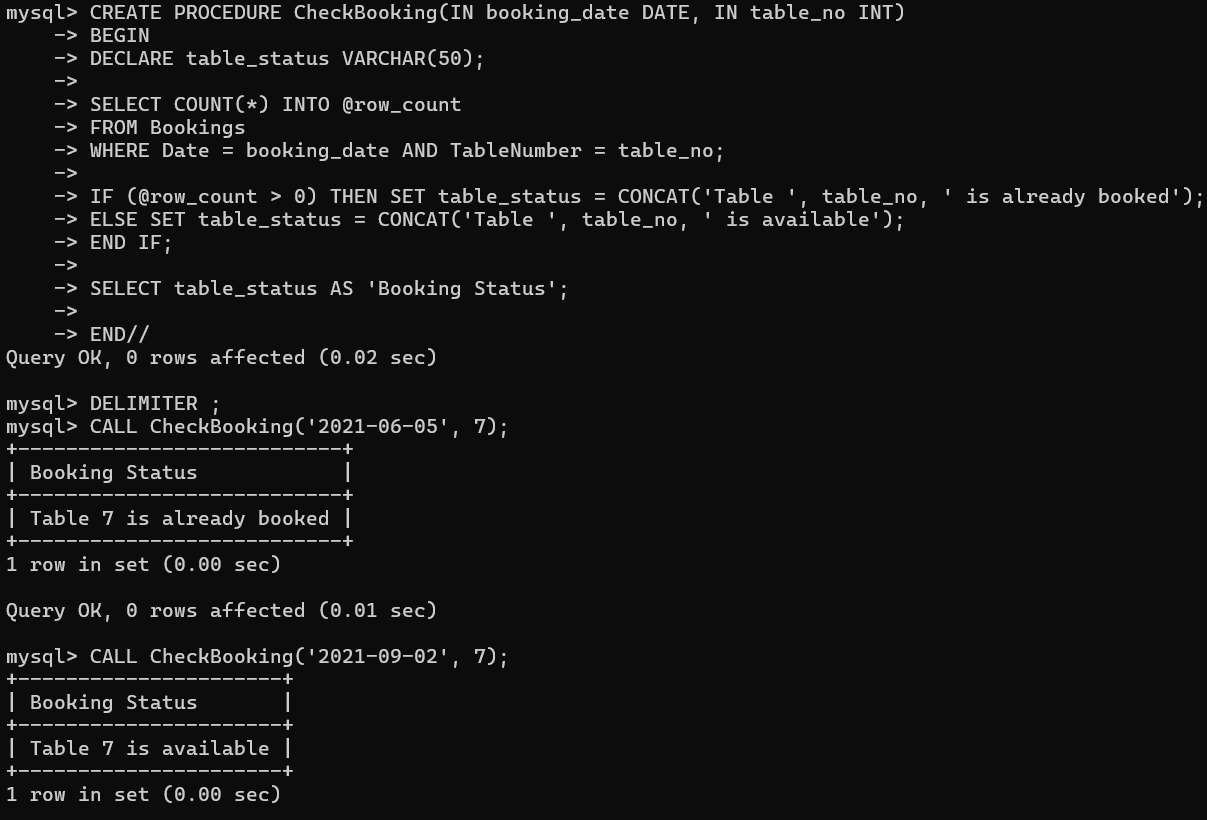 mysql> CREATE PROCEDURE CheckBooking(IN booking_date DATE, IN table_no INT)
    -> BEGIN
    -> DECLARE table_status VARCHAR(50);
    ->
    -> SELECT COUNT(*) INTO @row_count
    -> FROM Bookings
    -> WHERE Date = booking_date AND TableNumber = table_no;
    ->
    -> IF (@row_count > 0) THEN SET table_status = CONCAT('Table ', table_no, ' is already booked');
    -> ELSE SET table_status = CONCAT('Table ', table_no, ' is available');
    -> END IF;
    ->
    -> SELECT table_status AS 'Booking Status';
    ->
    -> END//
Query OK, 0 rows affected (0.02 sec)

mysql> DELIMITER ;
mysql> CALL CheckBooking('2021-06-05', 7);
+---------------------------+
| Booking Status            |
+---------------------------+
| Table 7 is already booked |
+---------------------------+
1 row in set (0.00 sec)

Query OK, 0 rows affected (0.01 sec)

mysql> CALL CheckBooking('2021-09-02', 7);
+----------------------+
| Booking Status       |
+----------------------+
| Table 7 is available |
+----------------------+
1 row in set (0.00 sec)